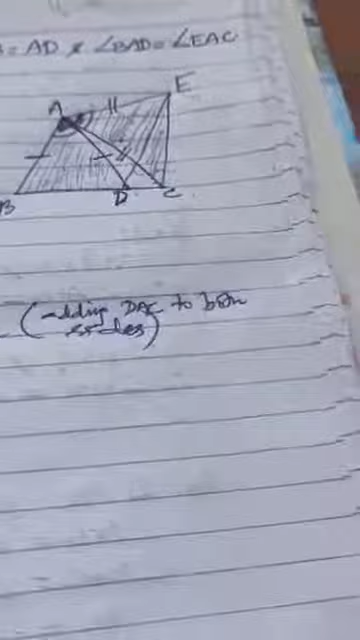 = AD & ∠BAD = ∠EAC
A
E
B
D
C
(adding DAC to both
sides)